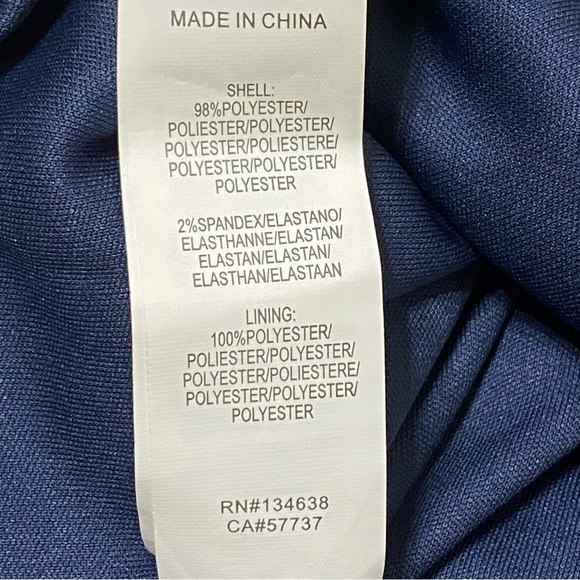 MADE IN CHINA
SHELL:
98%POLYESTER/
POLIESTER/POLYESTER/
POLYESTER/POLIESTERE/
POLYESTER/POLYESTER/
POLYESTER
2%SPANDEX/ELASTANO/
ELASTHANNE/ELASTAN/
ELASTAN/ELASTAN/
ELASTHAN/ELASTAAN
LINING:
100%POLYESTER/
POLIESTER/POLYESTER/
POLYESTER/POLIESTERE/
POLYESTER/POLYESTER/
POLYESTER
RN#134638
CA#57737